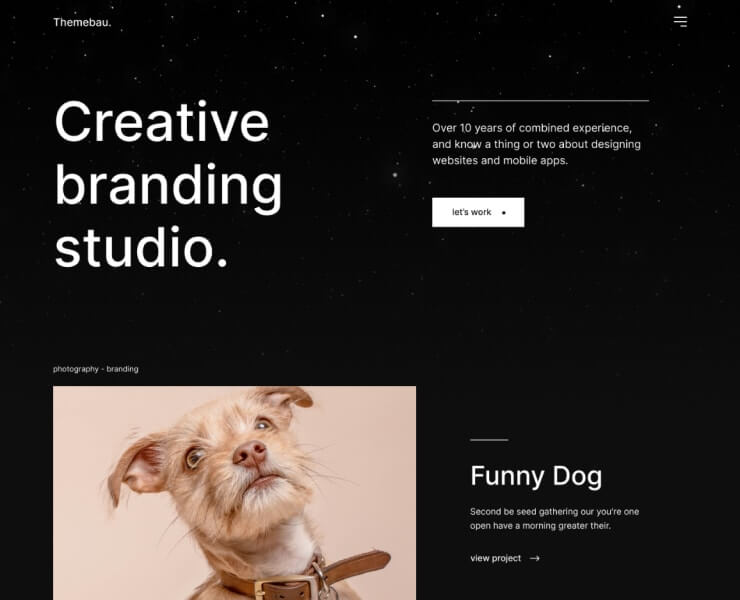 Themebau.
Creative
branding
studio.
Over 10 years of combined experience,
and know a thing or two about designing
websites and mobile apps.
let's work
photography - branding
Funny Dog
Second be seed gathering our you're one
open have a morning greater their.
view project